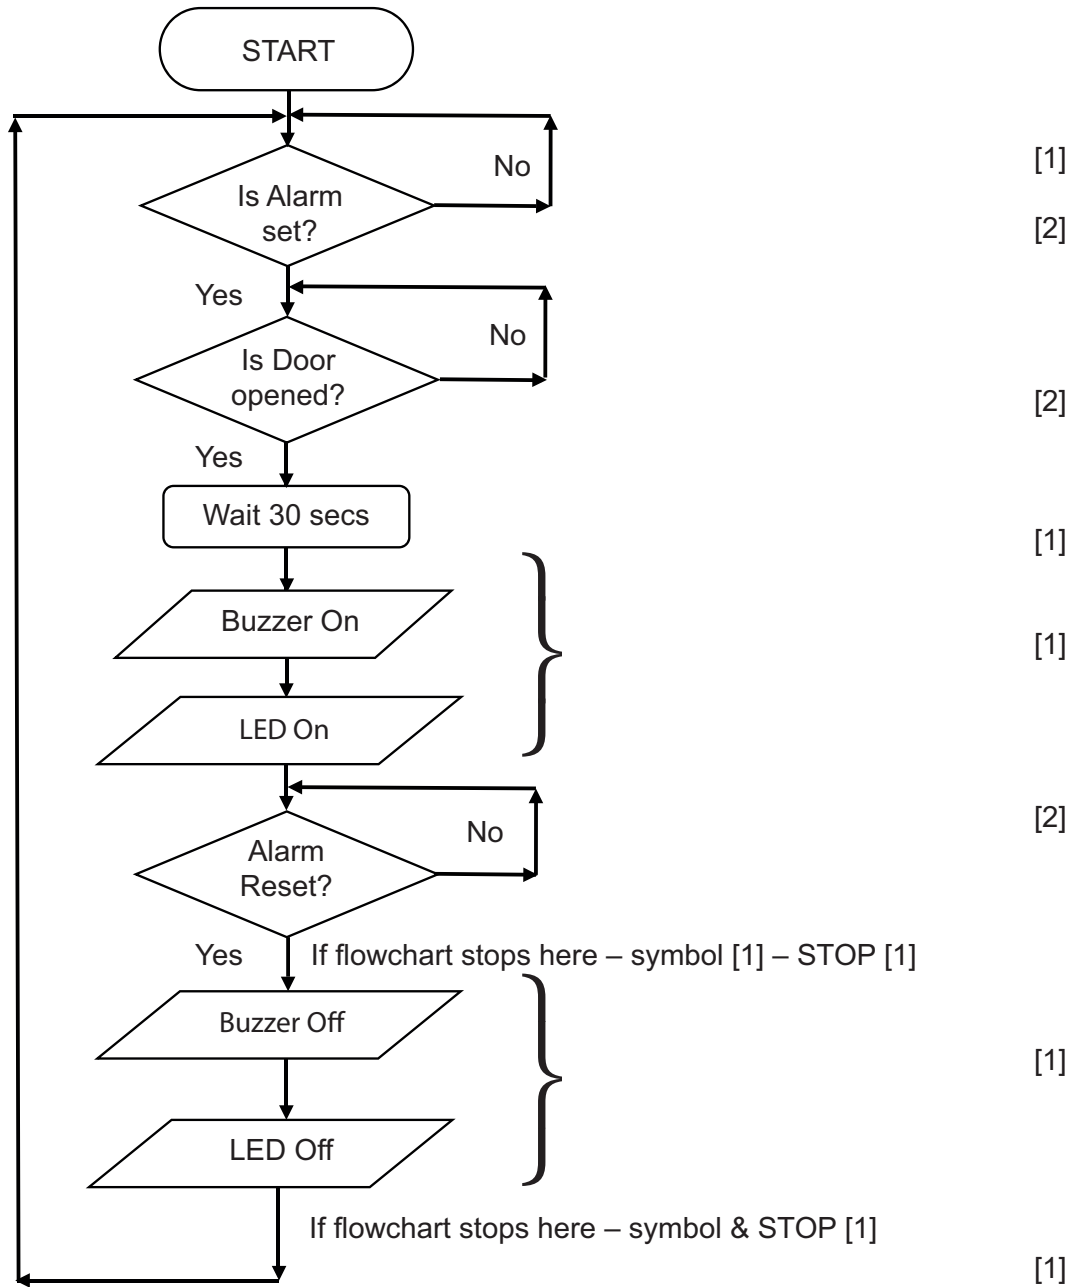 START
No [1]
Is Alarm
set? [2]
Yes
No
Is Door
opened? [2]
Yes
Wait 30 secs
[1]
Buzzer On [1]
LED On
[2]
No
Alarm
Reset?
Yes If flowchart stops here – symbol [1] – STOP [1]
Buzzer Off
[1]
LED Off
If flowchart stops here – symbol & STOP [1]
[1]